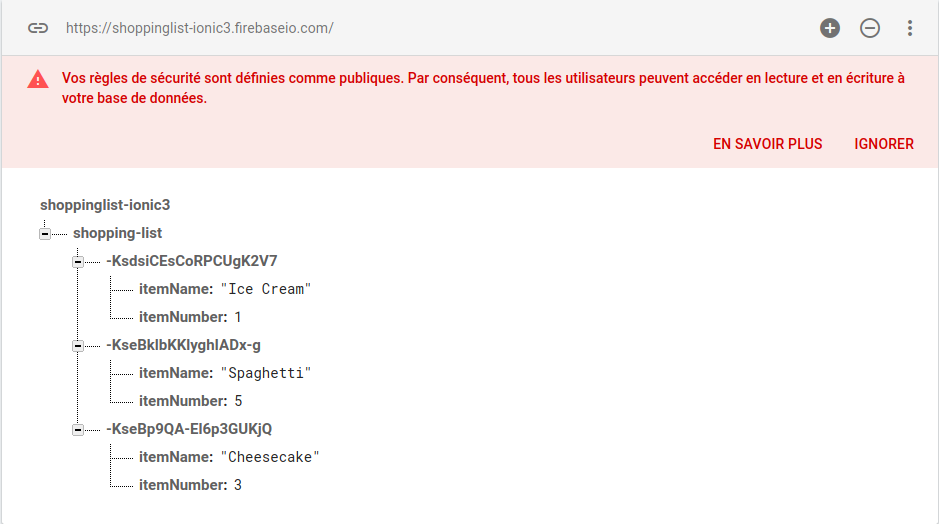 https://shoppinglist-ionic3.firebaseio.com/
Vos règles de sécurité sont définies comme publiques. Par conséquent, tous les utilisateurs peuvent accéder en lecture et en écriture à
votre base de données.
EN SAVOIR PLUS IGNORER
shoppinglist-ionic3
shopping-list
-KsdsiCEsCoRPCUgK2V7
itemName: "Ice Cream"
itemNumber: 1
-KseBklbKKlyghlADx-g
itemName: "Spaghetti"
itemNumber: 5
-KseBp9QA-El6p3GUKjQ
itemName: "Cheesecake"
itemNumber: 3